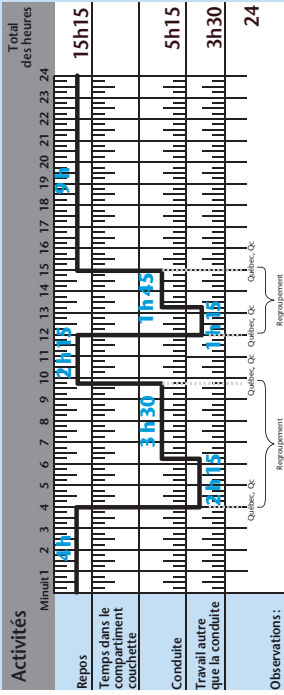 Activités
Total
des heures
Minuit 1 2 3 4 5 6 7 8 9 10 11 12 13 14 15 16 17 18 19 20 21 22 23 24
Repos
4 h
2 h 15
9 h
15h15
Temps dans le
compartiment
couchette
Conduite
3 h 30
1 h 45
5h15
Travail autre
que la conduite
2 h 15
1 h 15
3h30
Québec, Qc
Québec, Qc
Québec, Qc
Québec, Qc
24
Regroupement
Regroupement
Observations :